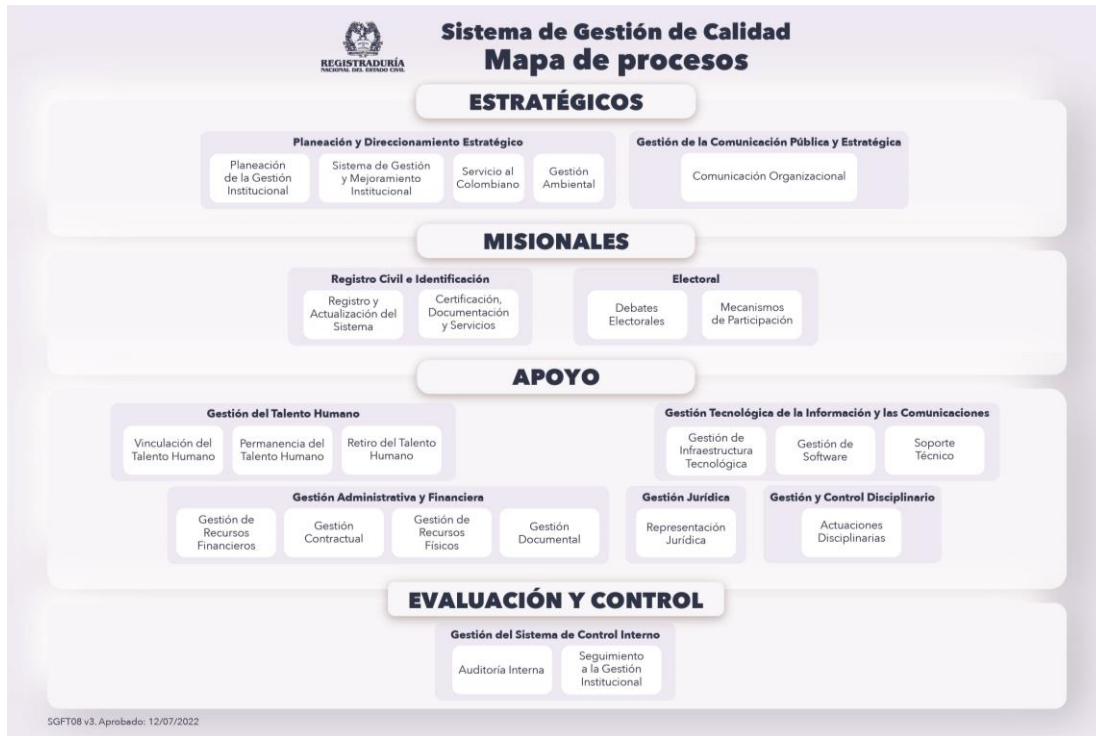 Sistema de Gestión de Calidad
Mapa de procesos
REGISTRADURÍA
NACIONAL DEL ESTADO CIVIL
ESTRATÉGICOS
Planeación y Direccionamiento Estratégico
Planeación
de la Gestión
Institucional
Sistema de Gestión
y Mejoramiento
Institucional
Servicio al
Colombiano
Gestión
Ambiental
Gestión de la Comunicación Pública y Estratégica
Comunicación Organizacional
MISIONALES
Registro Civil e Identificación
Registro y
Actualización del
Sistema
Certificación,
Documentación
y Servicios
Electoral
Debates
Electorales
Mecanismos
de Participación
APOYO
Gestión del Talento Humano
Vinculación del
Talento Humano
Permanencia del
Talento Humano
Retiro del Talento
Humano
Gestión Tecnológica de la Información y las Comunicaciones
Gestión de
Infraestructura
Tecnológica
Gestión de
Software
Soporte
Técnico
Gestión Administrativa y Financiera
Gestión de
Recursos
Financieros
Gestión
Contractual
Gestión de
Recursos
Físicos
Gestión
Documental
Gestión Jurídica
Representación
Jurídica
Gestión y Control Disciplinario
Actuaciones
Disciplinarias
EVALUACIÓN Y CONTROL
Gestión del Sistema de Control Interno
Auditoría Interna
Seguimiento
a la Gestión
Institucional
SGFT08 v3. Aprobado: 12/07/2022